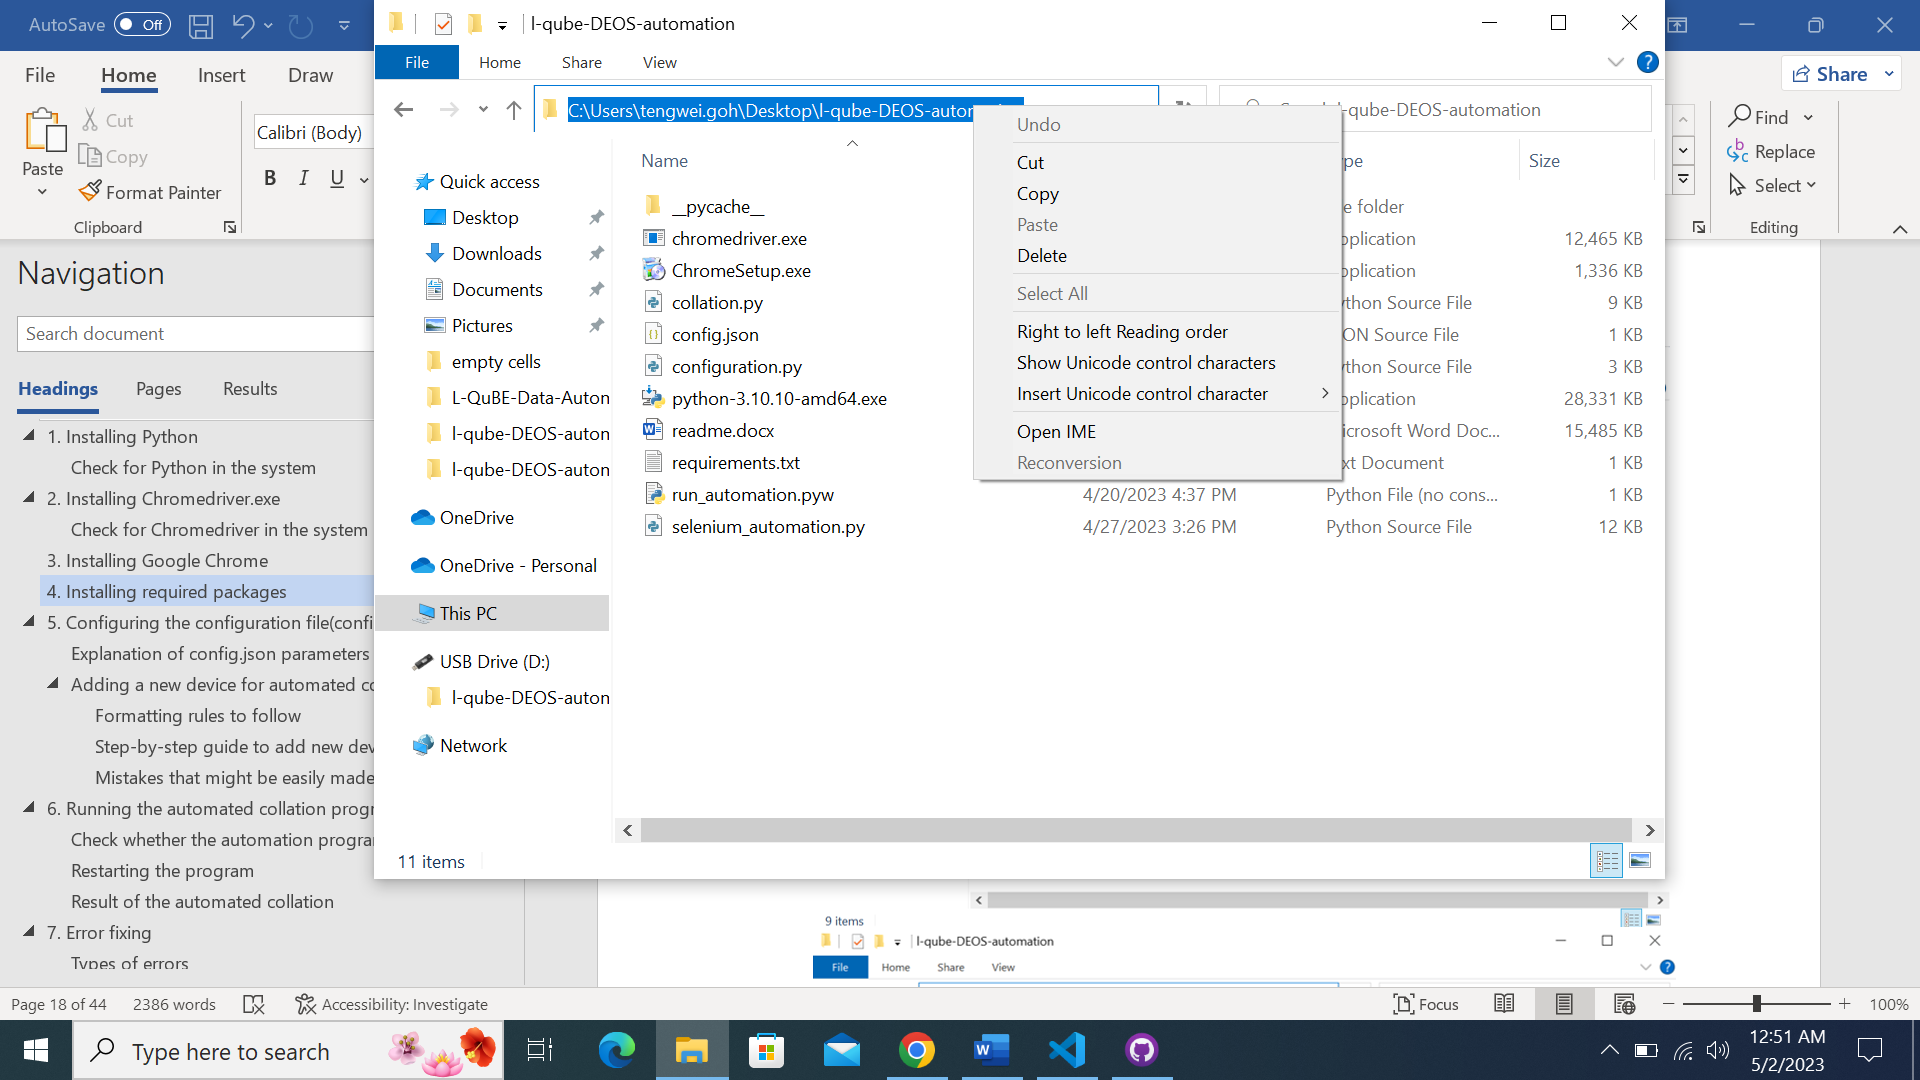 AutoSave Off
l-qube-DEOS-automation
File Home Insert Draw
File Home Share View
Share
Cut
Copy
Paste
Format Painter
Clipboard
Calibri (Body)
B I U
C:\Users\tengwei.goh\Desktop\l-qube-DEOS-autom
l-qube-DEOS-automation
Find
Replace
Select
Editing
Undo
Cut
Copy
Paste
Delete
Select All
Right to left Reading order
Show Unicode control characters
Insert Unicode control character
Open IME
Reconversion
Navigation
Search document
Headings Pages Results
1. Installing Python
Check for Python in the system
2. Installing Chromedriver.exe
Check for Chromedriver in the system
3. Installing Google Chrome
4. Installing required packages
5. Configuring the configuration file(confi
Explanation of config.json parameters
Adding a new device for automated co
Formatting rules to follow
Step-by-step guide to add new dev
Mistakes that might be easily made
6. Running the automated collation progr
Check whether the automation program
Restarting the program
Result of the automated collation
7. Error fixing
Types of errors
Quick access
Desktop
Downloads
Documents
Pictures
empty cells
L-QuBE-Data-Autom
l-qube-DEOS-autom
l-qube-DEOS-autom
OneDrive
OneDrive - Personal
This PC
USB Drive (D:)
l-qube-DEOS-autom
Network
Name ype Size
__pycache__ e folder
chromedriver.exe pplication 12,465 KB
ChromeSetup.exe pplication 1,336 KB
collation.py ython Source File 9 KB
config.json ON Source File 1 KB
configuration.py ython Source File 3 KB
python-3.10.10-amd64.exe pplication 28,331 KB
readme.docx icrosoft Word Doc... 15,485 KB
requirements.txt xt Document 1 KB
run_automation.pyw 4/20/2023 4:37 PM Python File (no cons... 1 KB
selenium_automation.py 4/27/2023 3:26 PM Python Source File 12 KB
11 items
9 items
l-qube-DEOS-automation
File Home Share View
Page 18 of 44 2386 words Accessibility: Investigate Focus 100%
Type here to search
12:51 AM
5/2/2023